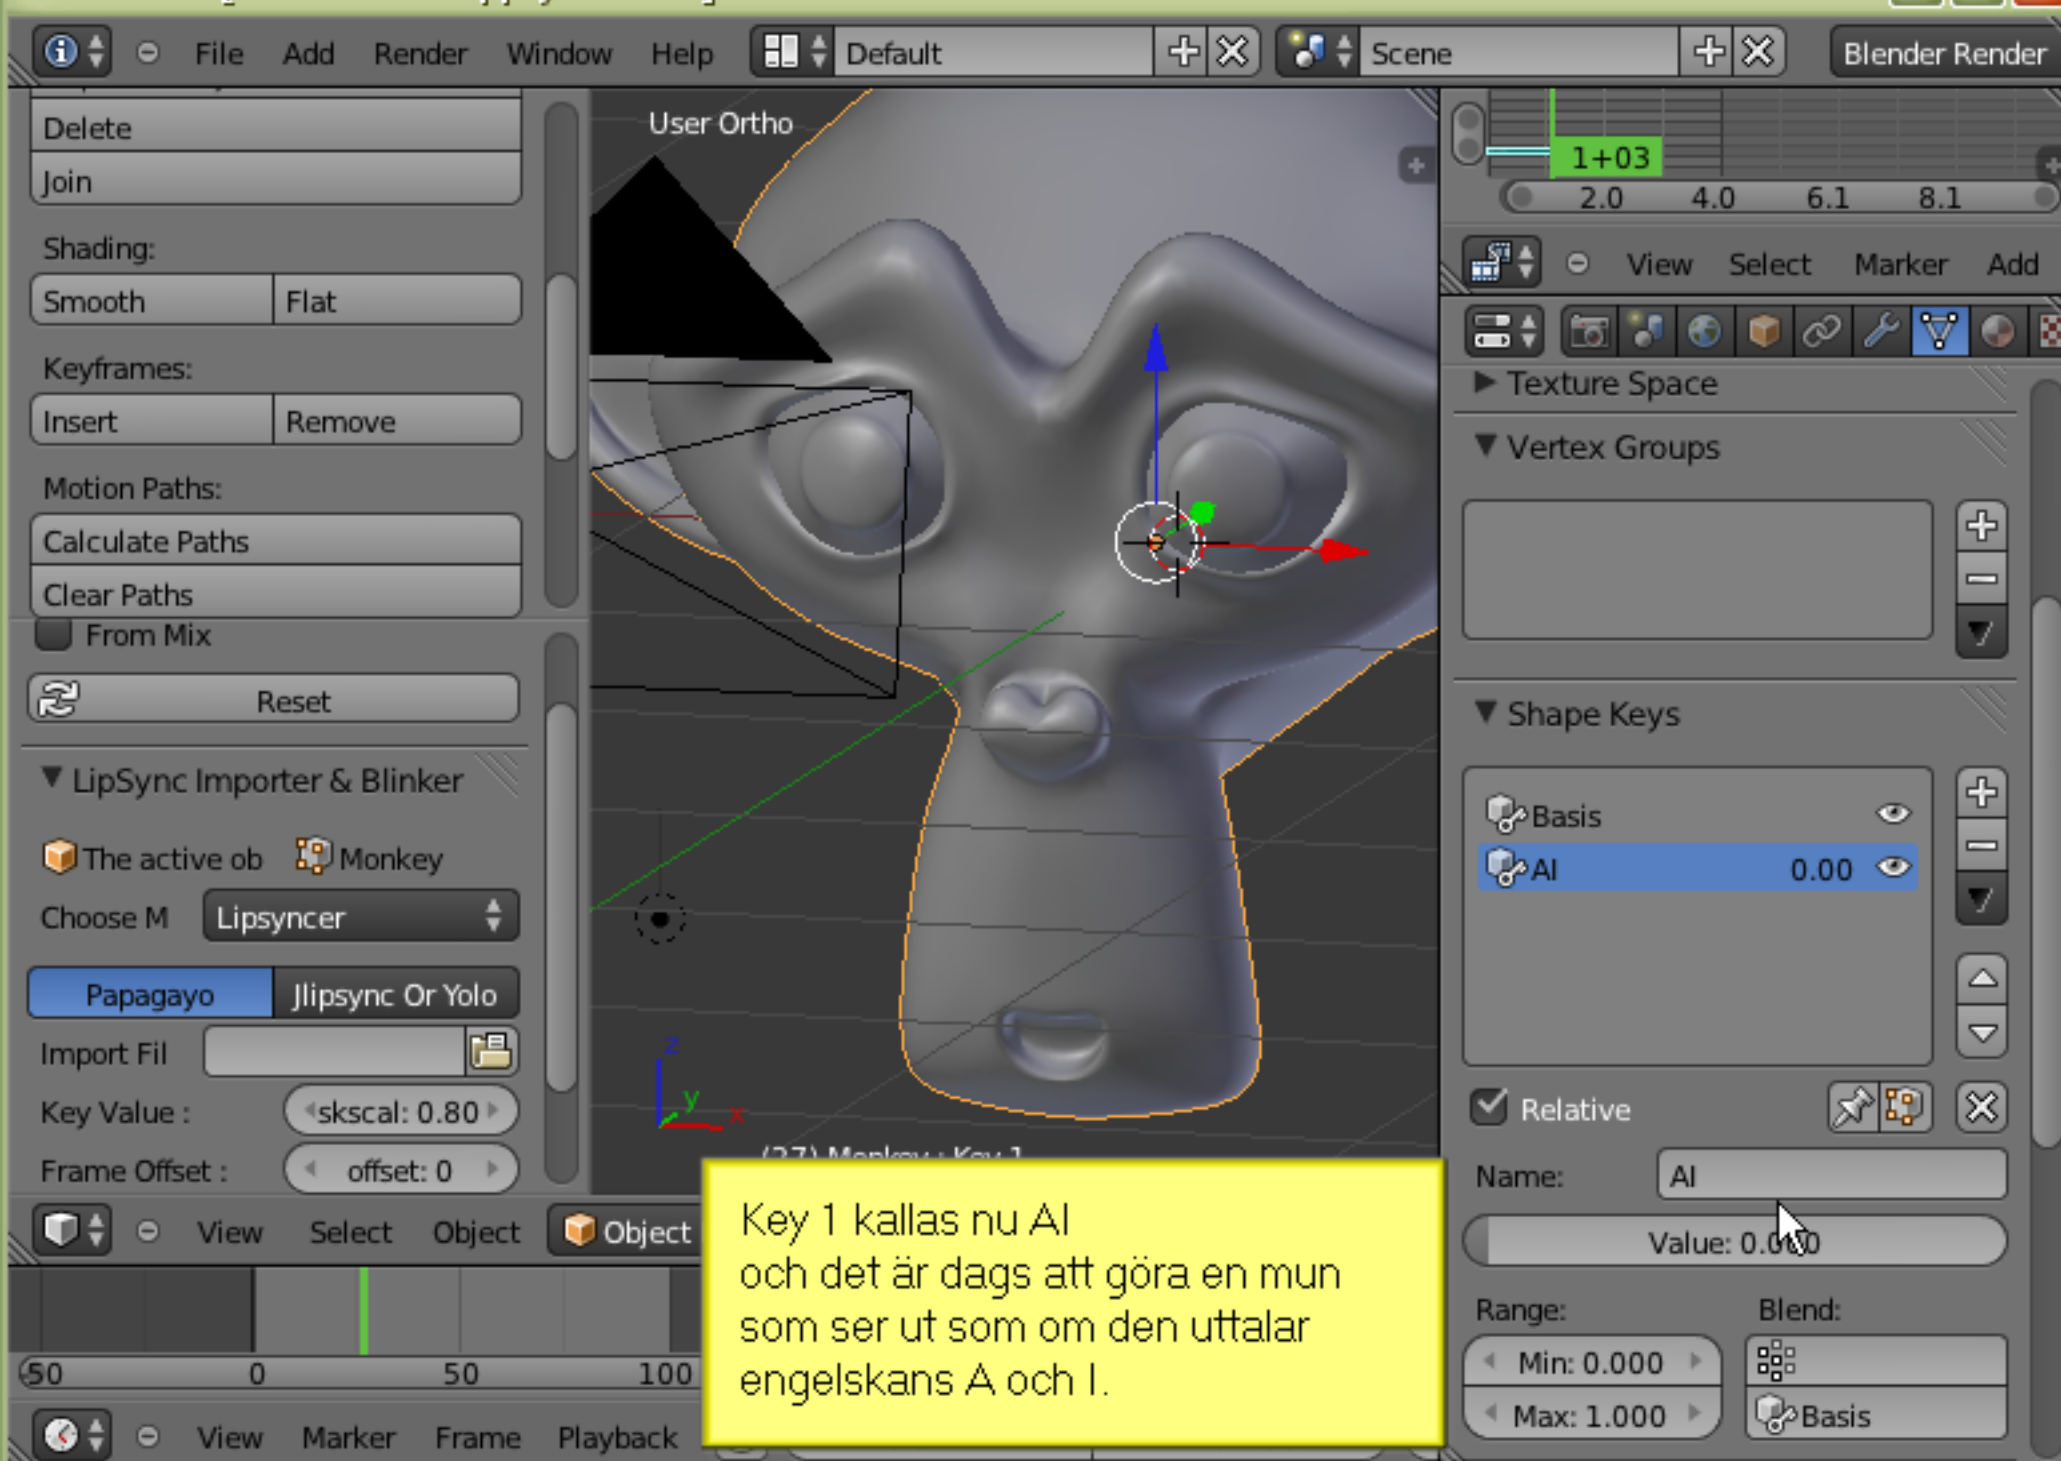 File Add Render Window Help Default Scene Blender Render
Delete
Join
Shading:
Smooth Flat
Keyframes:
Insert Remove
Motion Paths:
Calculate Paths
Clear Paths
From Mix
Reset
LipSync Importer & Blinker
The active ob Monkey
Choose M Lipsyncer
Papagayo Jlipsync Or Yolo
Import Fil
Key Value : skscal: 0.80
Frame Offset : offset: 0
View Select Object Object
-50 0 50 100
View Marker Frame Playback
User Ortho
z
y
x
(27) Monkey : Key 1
Key 1 kallas nu AI
och det är dags att göra en mun
som ser ut som om den uttalar
engelskans A och I.
1+03
2.0 4.0 6.1 8.1
View Select Marker Add
Texture Space
Vertex Groups
Shape Keys
Basis
AI 0.00
Relative
Name: AI
Value: 0.000
Range: Blend:
Min: 0.000
Max: 1.000 Basis